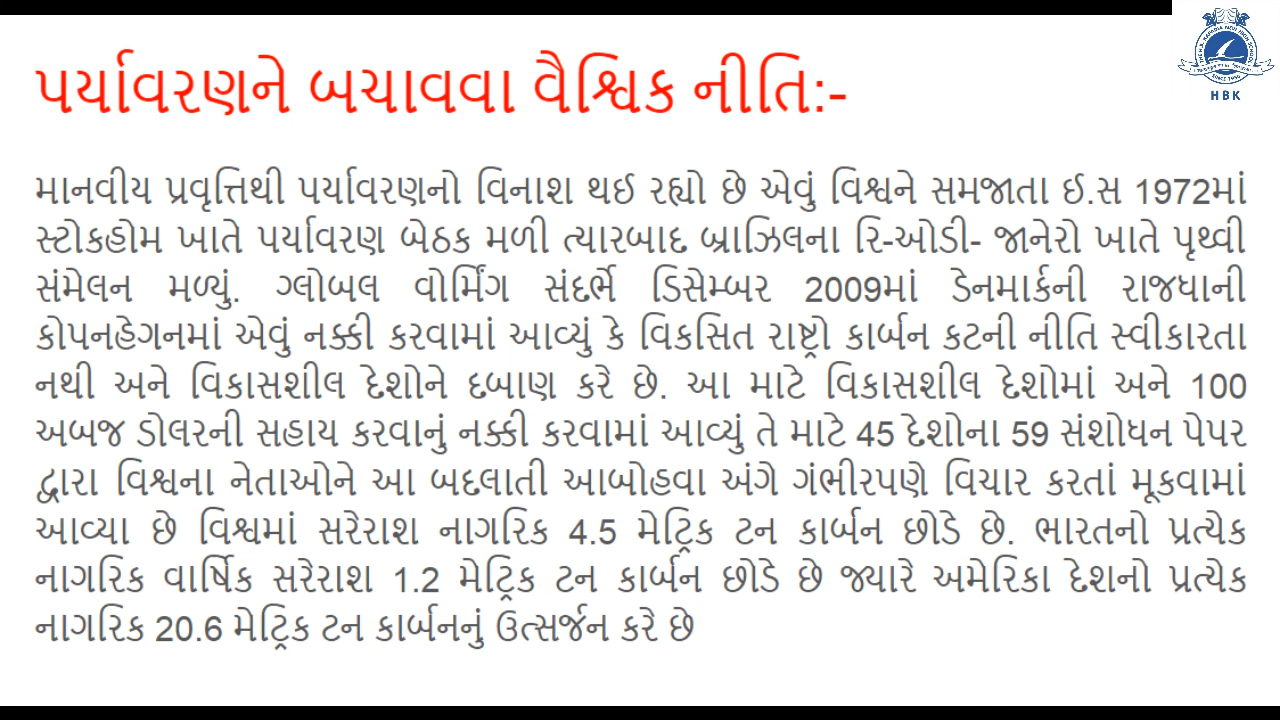 પર્યાવરણને બચાવવા વૈશ્વિક નીતિ:-
HBK
માનવીય પ્રવૃત્તિથી પર્યાવરણનો વિનાશ થઈ રહ્યો છે એવું વિશ્વને સમજાતા ઈ.સ 1972માં
સ્ટોકહોમ ખાતે પર્યાવરણ બેઠક મળી ત્યારબાદ બ્રાઝિલના રિ-ઓડી- જાનેરો ખાતે પૃથ્વી
સંમેલન મળ્યું. ગ્લોબલ વોર્મિંગ સંદર્ભે ડિસેમ્બર 2009માં ડેનમાર્કની રાજધાની
કોપનહેગનમાં એવું નક્કી કરવામાં આવ્યું કે વિકસિત રાષ્ટ્રો કાર્બન કટની નીતિ સ્વીકારતા
નથી અને વિકાસશીલ દેશોને દબાણ કરે છે. આ માટે વિકાસશીલ દેશોમાં અને 100
અબજ ડોલરની સહાય કરવાનું નક્કી કરવામાં આવ્યું તે માટે 45 દેશોના 59 સંશોધન પેપર
દ્વારા વિશ્વના નેતાઓને આ બદલાતી આબોહવા અંગે ગંભીરપણે વિચાર કરતાં મૂકવામાં
આવ્યા છે વિશ્વમાં સરેરાશ નાગરિક 4.5 મેટ્રિક ટન કાર્બન છોડે છે. ભારતનો પ્રત્યેક
નાગરિક વાર્ષિક સરેરાશ 1.2 મેટ્રિક ટન કાર્બન છોડે છે જ્યારે અમેરિકા દેશનો પ્રત્યેક
નાગરિક 20.6 મેટ્રિક ટન કાર્બનનું ઉત્સર્જન કરે છે